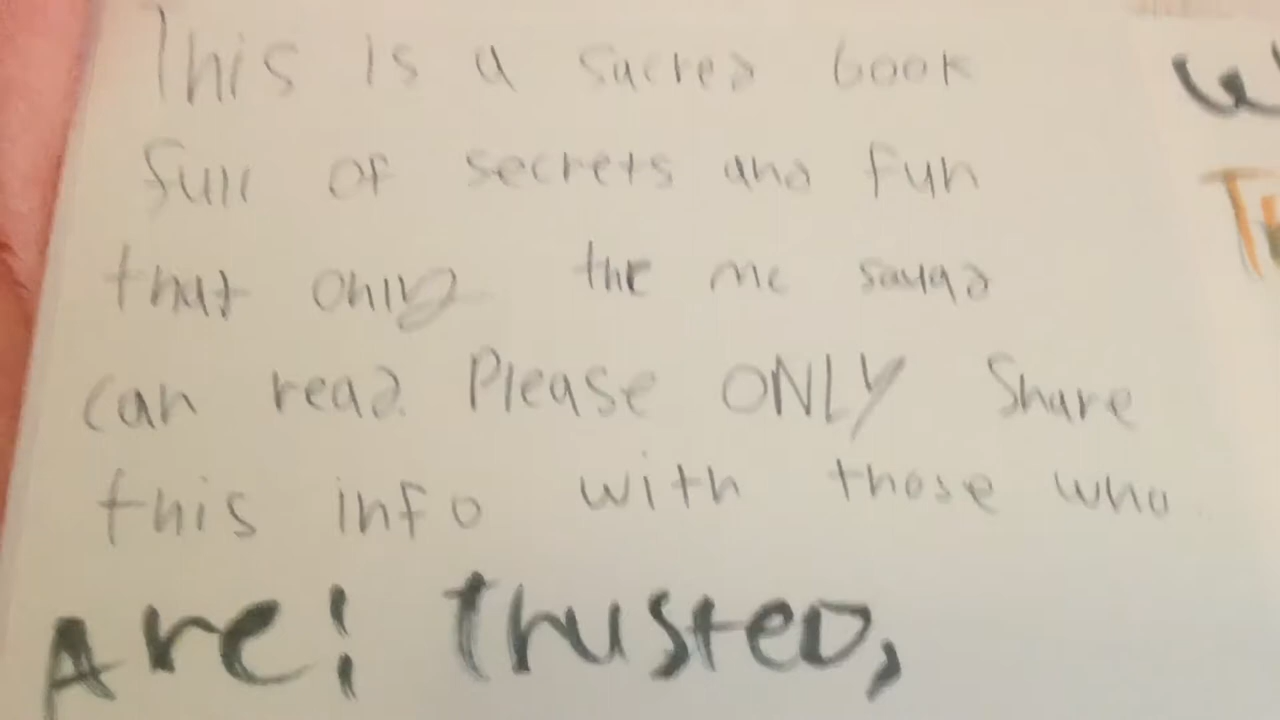 This is a sacred book
full of secrets and fun
that only the me
can read Please ONLY Share
this info with those who
Are: trusted,